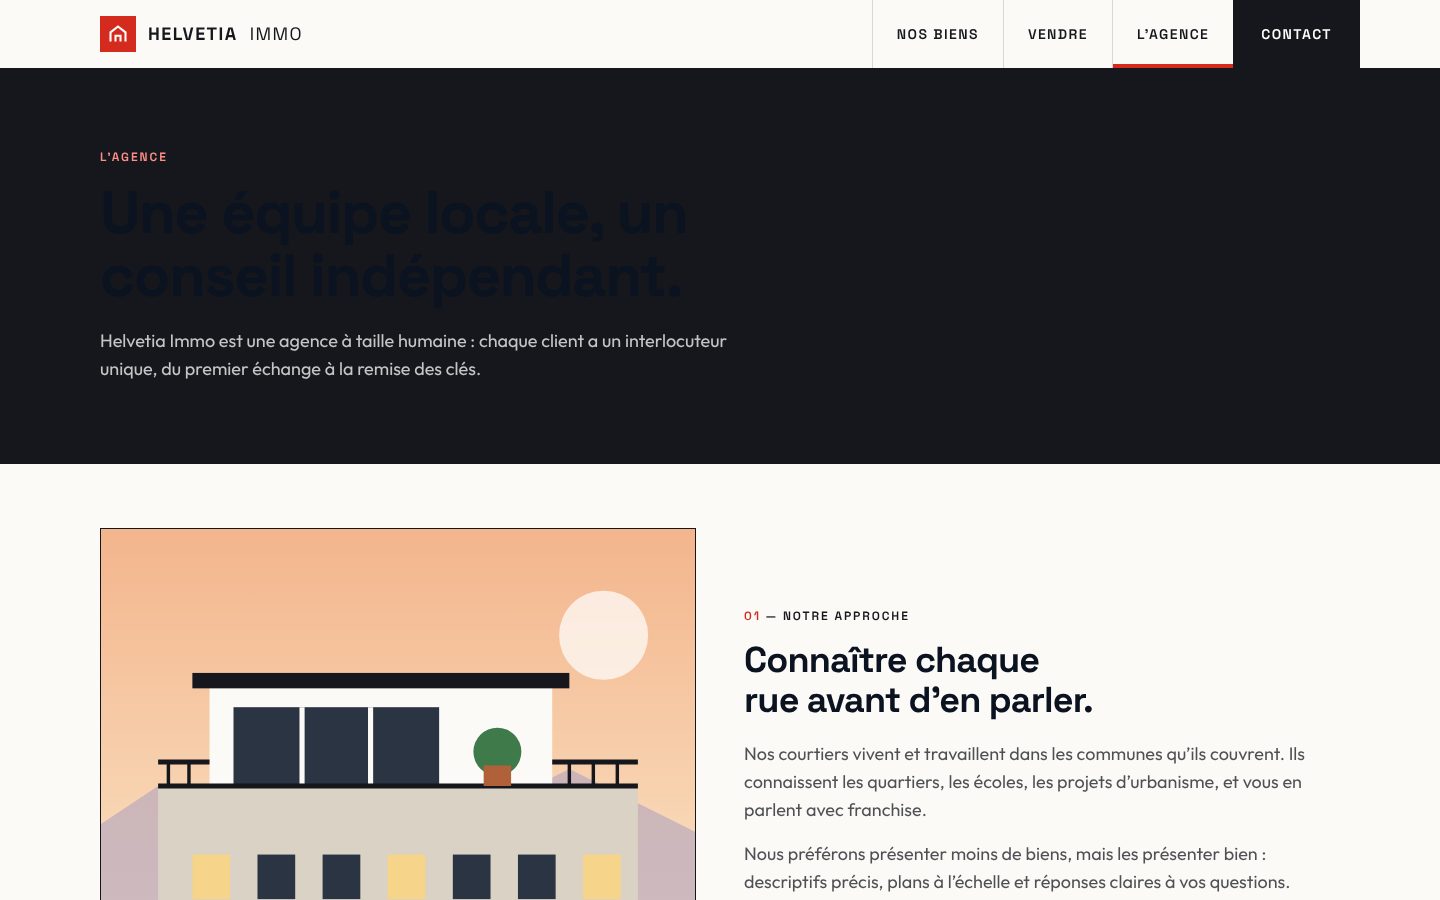 HELVETIA IMMO
NOS BIENS
VENDRE
L’AGENCE
CONTACT
L’AGENCE
Une équipe locale, un
conseil indépendant.
Helvetia Immo est une agence à taille humaine : chaque client a un interlocuteur
unique, du premier échange à la remise des clés.
01 — NOTRE APPROCHE
Connaître chaque
rue avant d’en parler.
Nos courtiers vivent et travaillent dans les communes qu’ils couvrent. Ils
connaissent les quartiers, les écoles, les projets d’urbanisme, et vous en
parlent avec franchise.
Nous préférons présenter moins de biens, mais les présenter bien :
descriptifs précis, plans à l’échelle et réponses claires à vos questions.